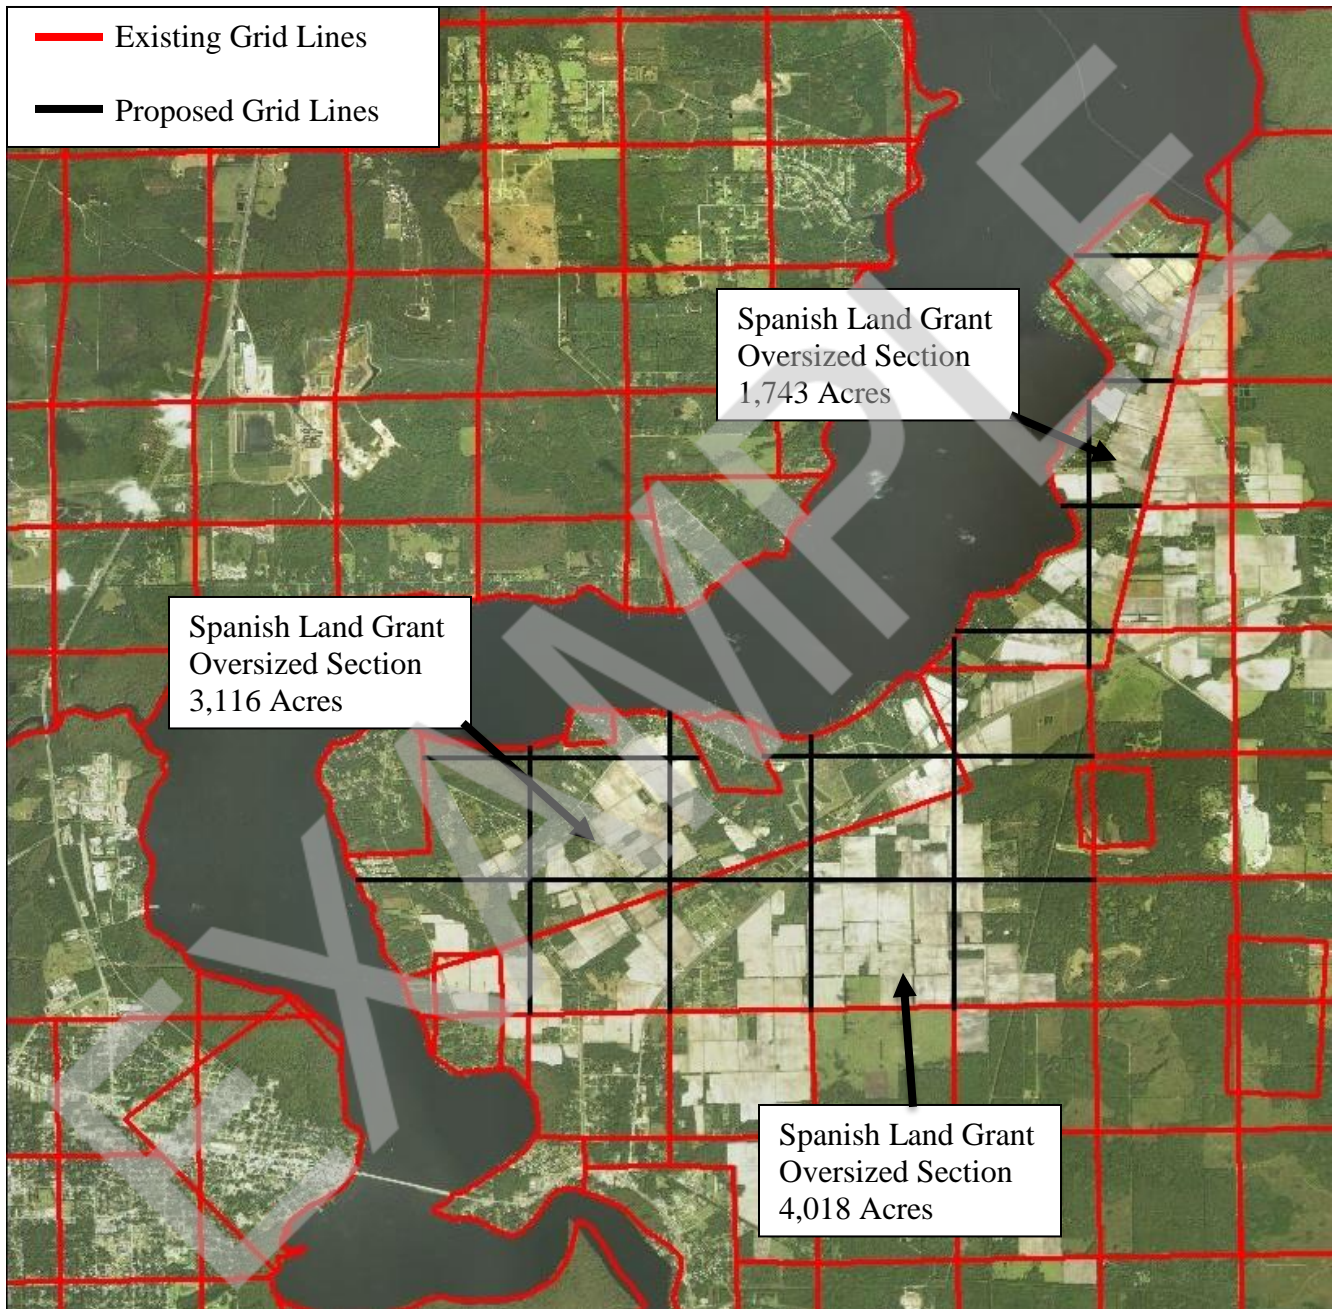 Existing Grid Lines
Proposed Grid Lines
Spanish Land Grant
Oversized Section
1,743 Acres
Spanish Land Grant
Oversized Section
3,116 Acres
Spanish Land Grant
Oversized Section
4,018 Acres
EXAMPLE